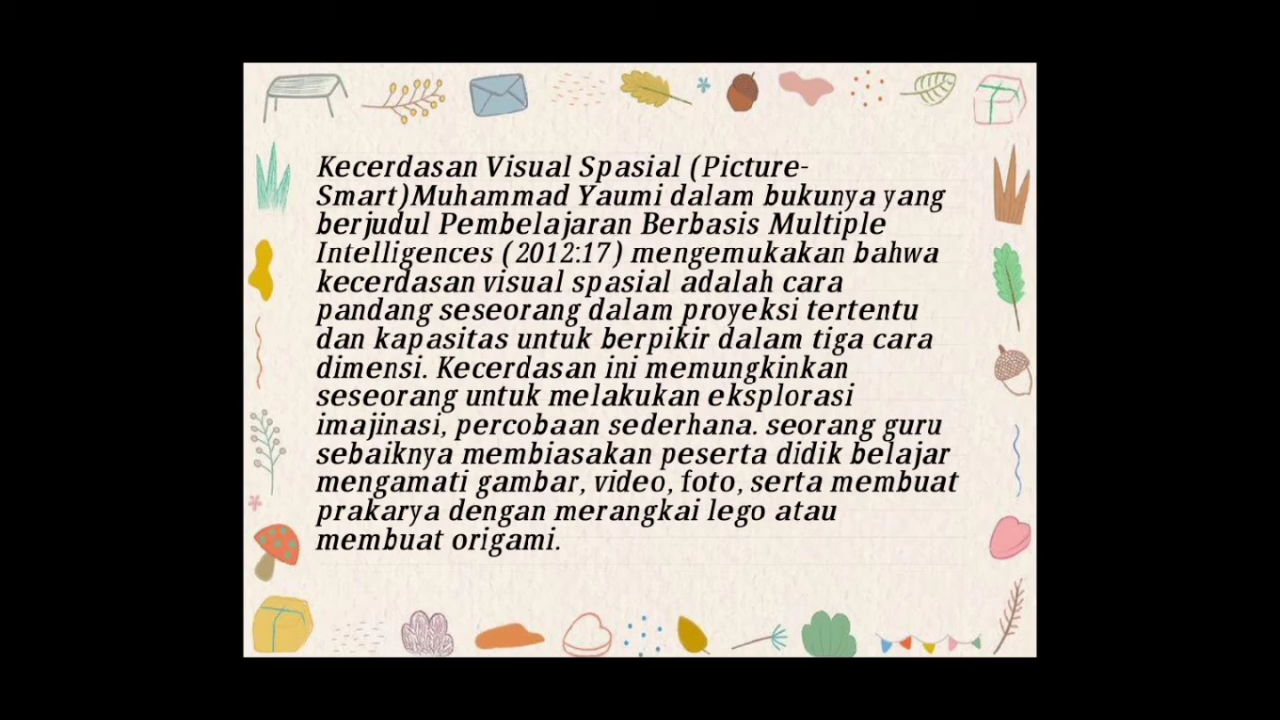 Kecerdasan Visual Spasial (Picture-
Smart)Muhammad Yaumi dalam bukunya yang
berjudul Pembelajaran Berbasis Multiple
Intelligences (2012:17) mengemukakan bahwa
kecerdasan visual spasial adalah cara
pandang seseorang dalam proyeksi tertentu
dan kapasitas untuk berpikir dalam tiga cara
dimensi. Kecerdasan ini memungkinkan
seseorang untuk melakukan eksplorasi
imajinasi, percobaan sederhana. seorang guru
sebaiknya membiasakan peserta didik belajar
mengamati gambar, video, foto, serta membuat
prakarya dengan merangkai lego atau
membuat origami.